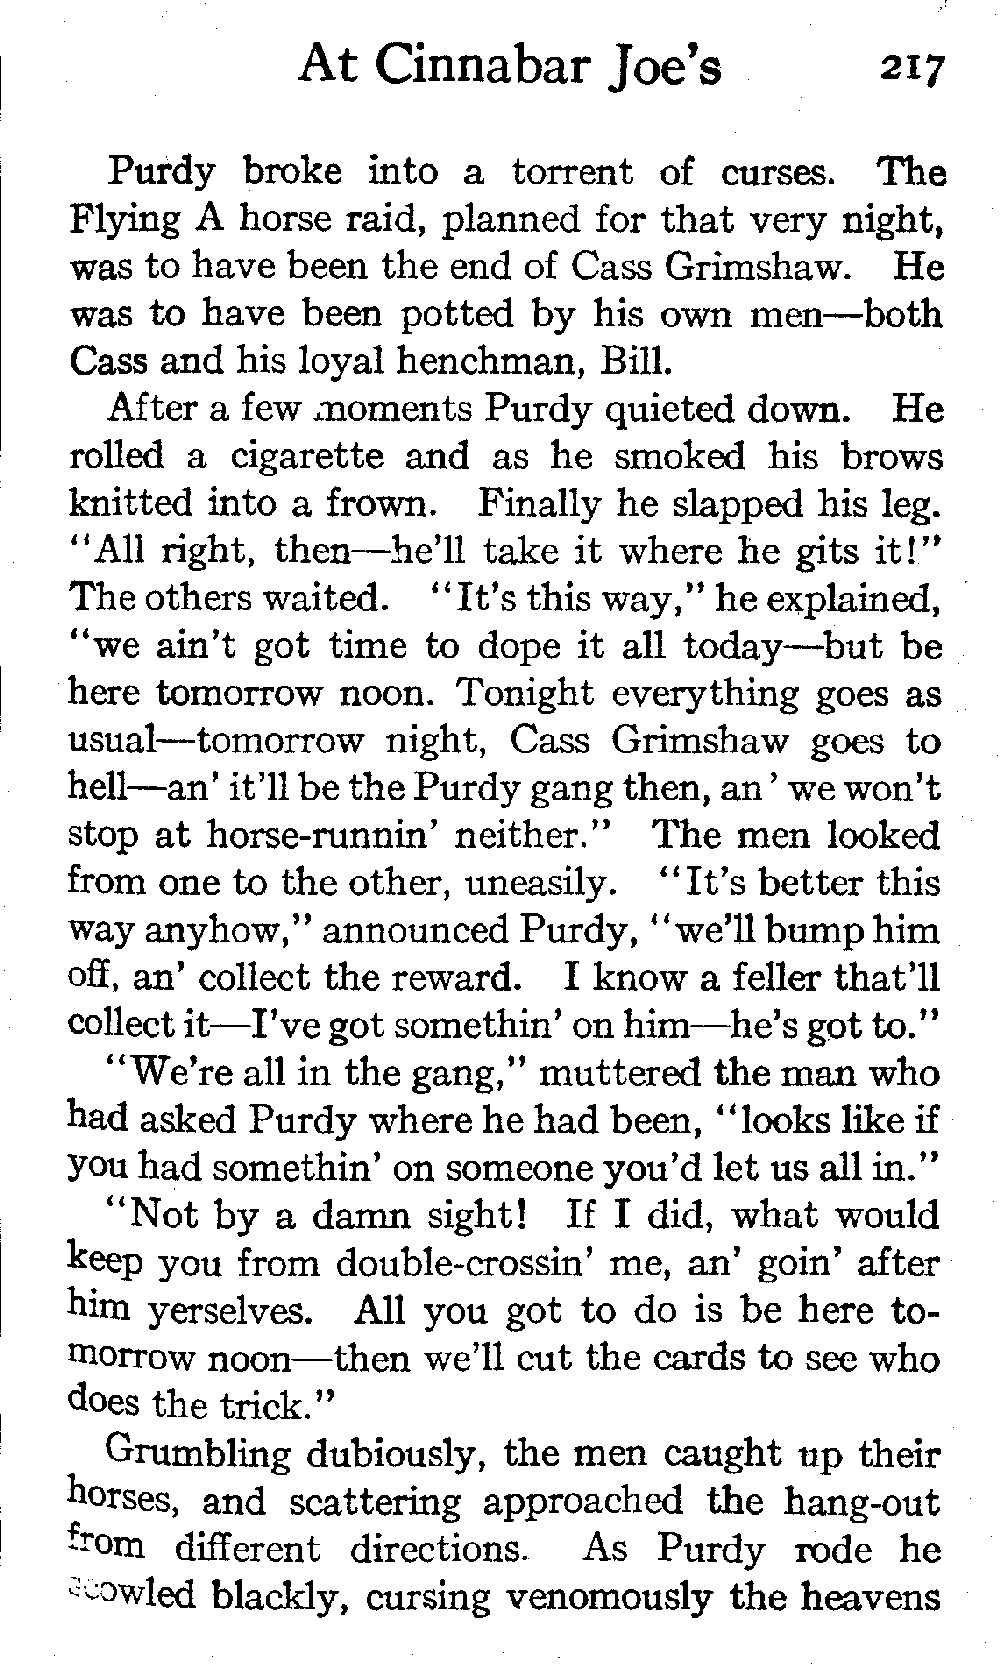 At Cinnabar Joe's 217
Purdy broke into a torrent of curses. The
Flying A horse raid, planned for that very night,
was to have been the end of Cass Grimshaw. He
was to have been potted by his own men—both
Cass and his loyal henchman, Bill.
After a few moments Purdy quieted down. He
rolled a cigarette and as he smoked his brows
knitted into a frown. Finally he slapped his leg.
"All right, then—he'll take it where he gits it!"
The others waited. "It's this way," he explained,
"we ain't got time to dope it all today—but be
here tomorrow noon. Tonight everything goes as
usual—tomorrow night, Cass Grimshaw goes to
hell—an' it'll be the Purdy gang then, an' we won't
stop at horse-runnin' neither." The men looked
from one to the other, uneasily. "It's better this
way anyhow," announced Purdy, "we'll bump him
off, an' collect the reward. I know a feller that'll
collect it—I've got somethin' on him—he's got to."
"We're all in the gang," muttered the man who
had asked Purdy where he had been, "looks like if
you had somethin' on someone you'd let us all in."
"Not by a damn sight! If I did, what would
keep you from double-crossin' me, an' goin' after
him yerselves. All you got to do is be here to-
morrow noon—then we'll cut the cards to see who
does the trick."
Grumbling dubiously, the men caught up their
horses, and scattering approached the hang-out
from different directions. As Purdy rode he
scowled blackly, cursing venomously the heavens